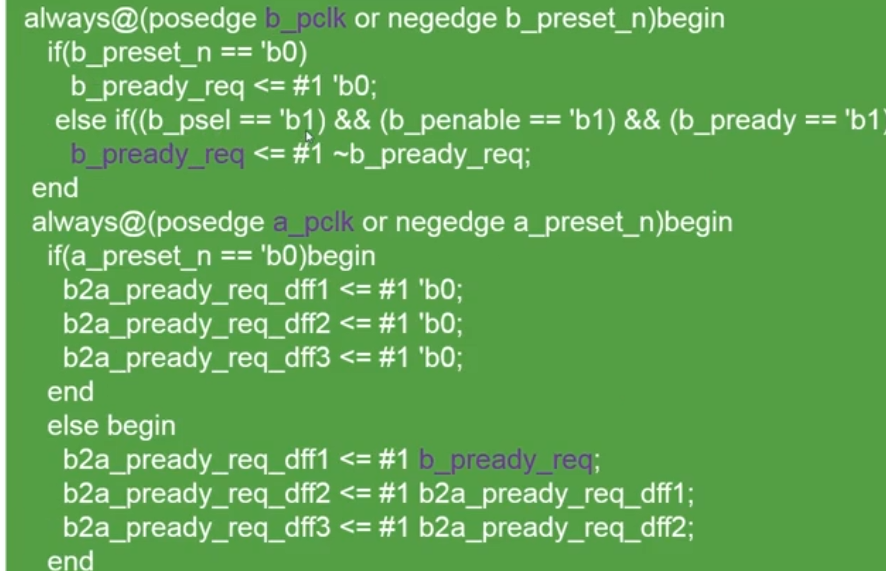 always@(posedge b_pclk or negedge b_preset_n)begin
if(b_preset_n == 'b0)
b_pready_req <= #1 'b0;
else if((b_psel == 'b1) && (b_penable == 'b1) && (b_pready == 'b1)
b_pready_req <= #1 ~b_pready_req;
end
always@(posedge a_pclk or negedge a_preset_n)begin
if(a_preset_n == 'b0)begin
b2a_pready_req_dff1 <= #1 'b0;
b2a_pready_req_dff2 <= #1 'b0;
b2a_pready_req_dff3 <= #1 'b0;
end
else begin
b2a_pready_req_dff1 <= #1 b_pready_req;
b2a_pready_req_dff2 <= #1 b2a_pready_req_dff1;
b2a_pready_req_dff3 <= #1 b2a_pready_req_dff2;
end